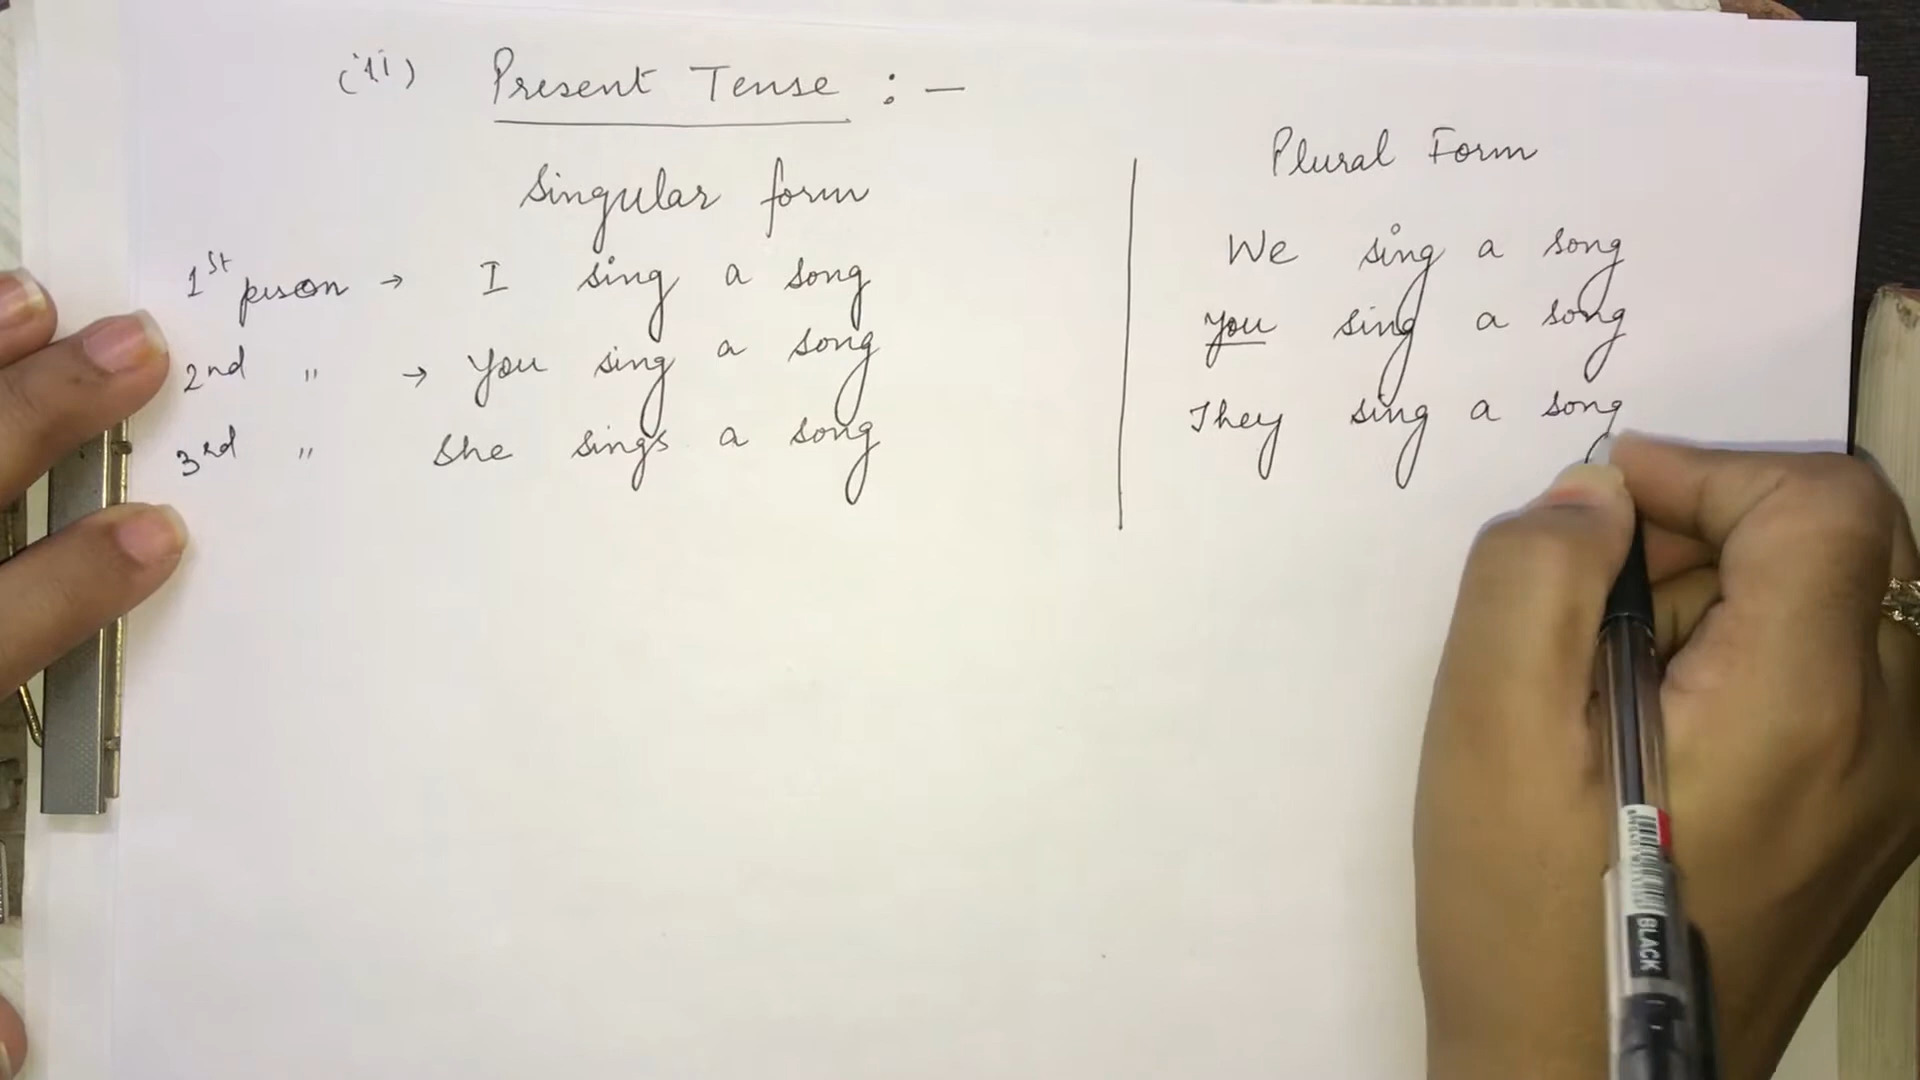 (ii) Present Tense : -
Singular form
1st person → I sing a song
2nd " → You sing a song
3rd " She sings a song
Plural Form
We sing a song
you sing a song
They sing a song
BLACK